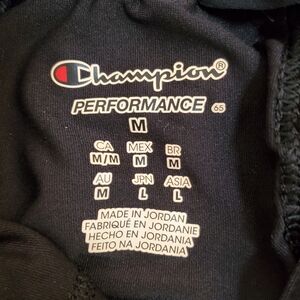 Champion®
PERFORMANCE 65
M
CA MEX BR
M/M M M
AU JPN ASIA
M L L
MADE IN JORDAN
FABRIQUÉ EN JORDANIE
HECHO EN JORDANIA
FEITO NA JORDANIA